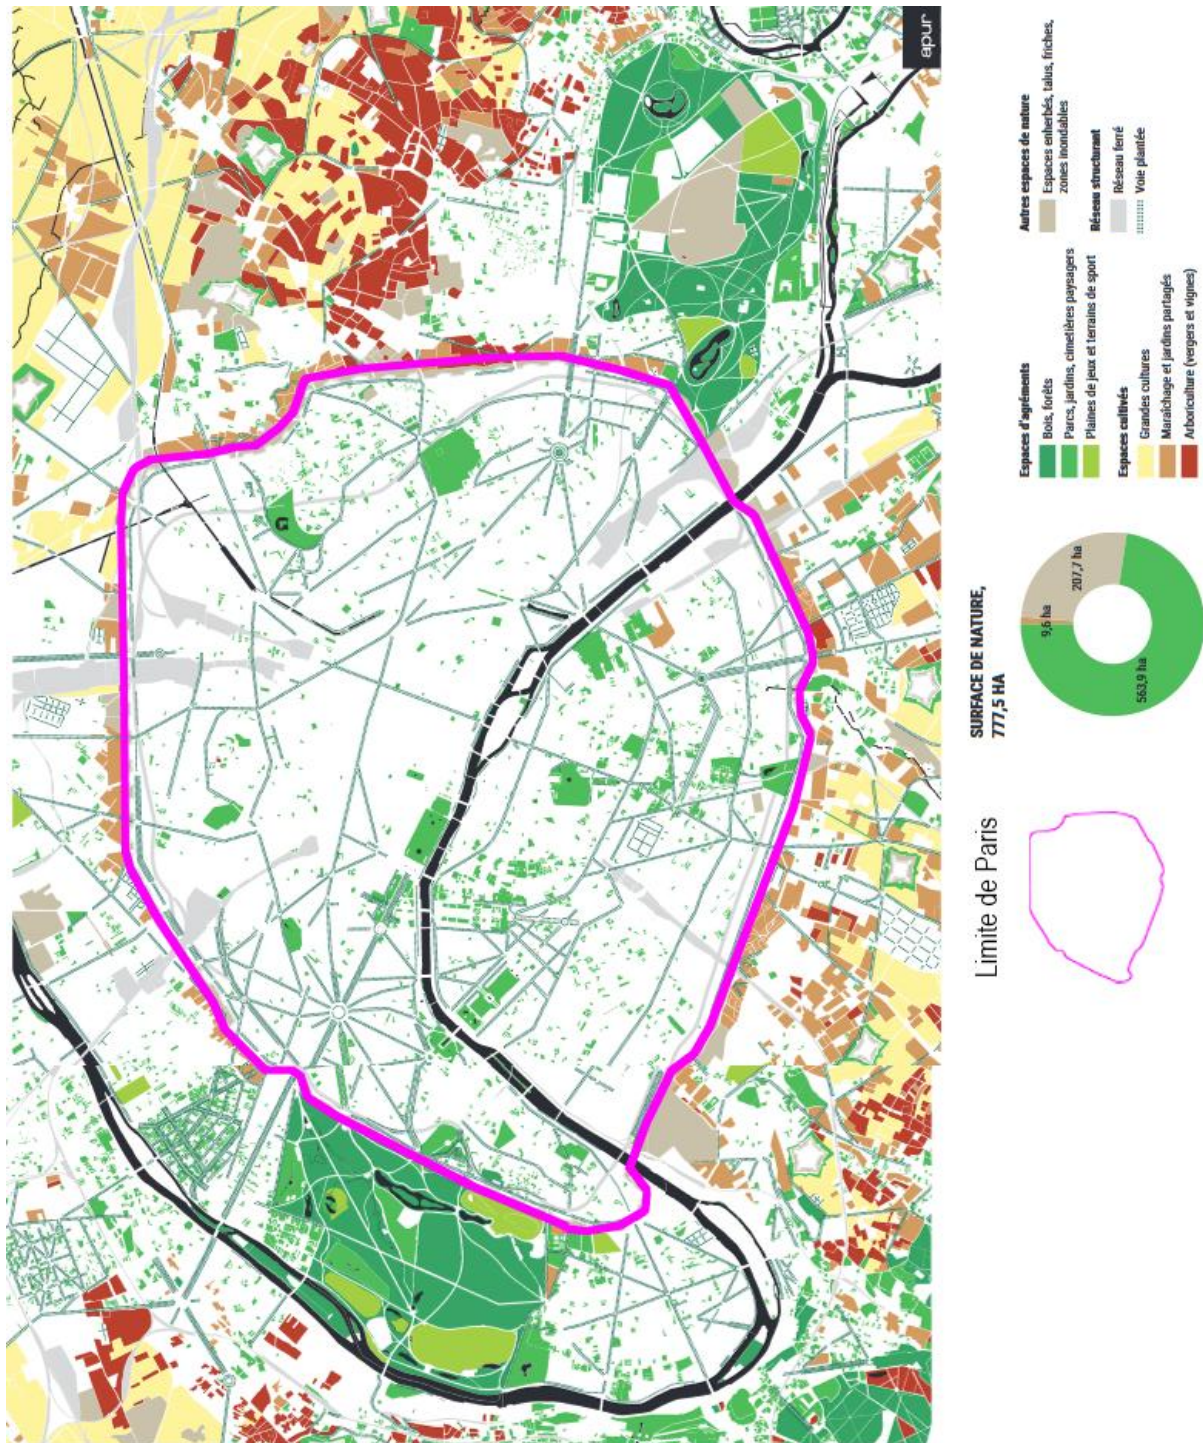 apur
Limite de Paris
SURFACE DE NATURE,
777,5 HA
9,6 ha
207,7 ha
563,9 ha
Espaces d'agréments
Bois, forêts
Parcs, jardins, cimetières paysagers
Plaines de jeux et terrains de sport
Espaces cultivés
Grandes cultures
Maraîchage et jardins partagés
Arboriculture (vergers et vignes)
Autres espaces de nature
Espaces enherbés, talus, friches,
zones inondables
Réseau structurant
Réseau ferré
Voie plantée